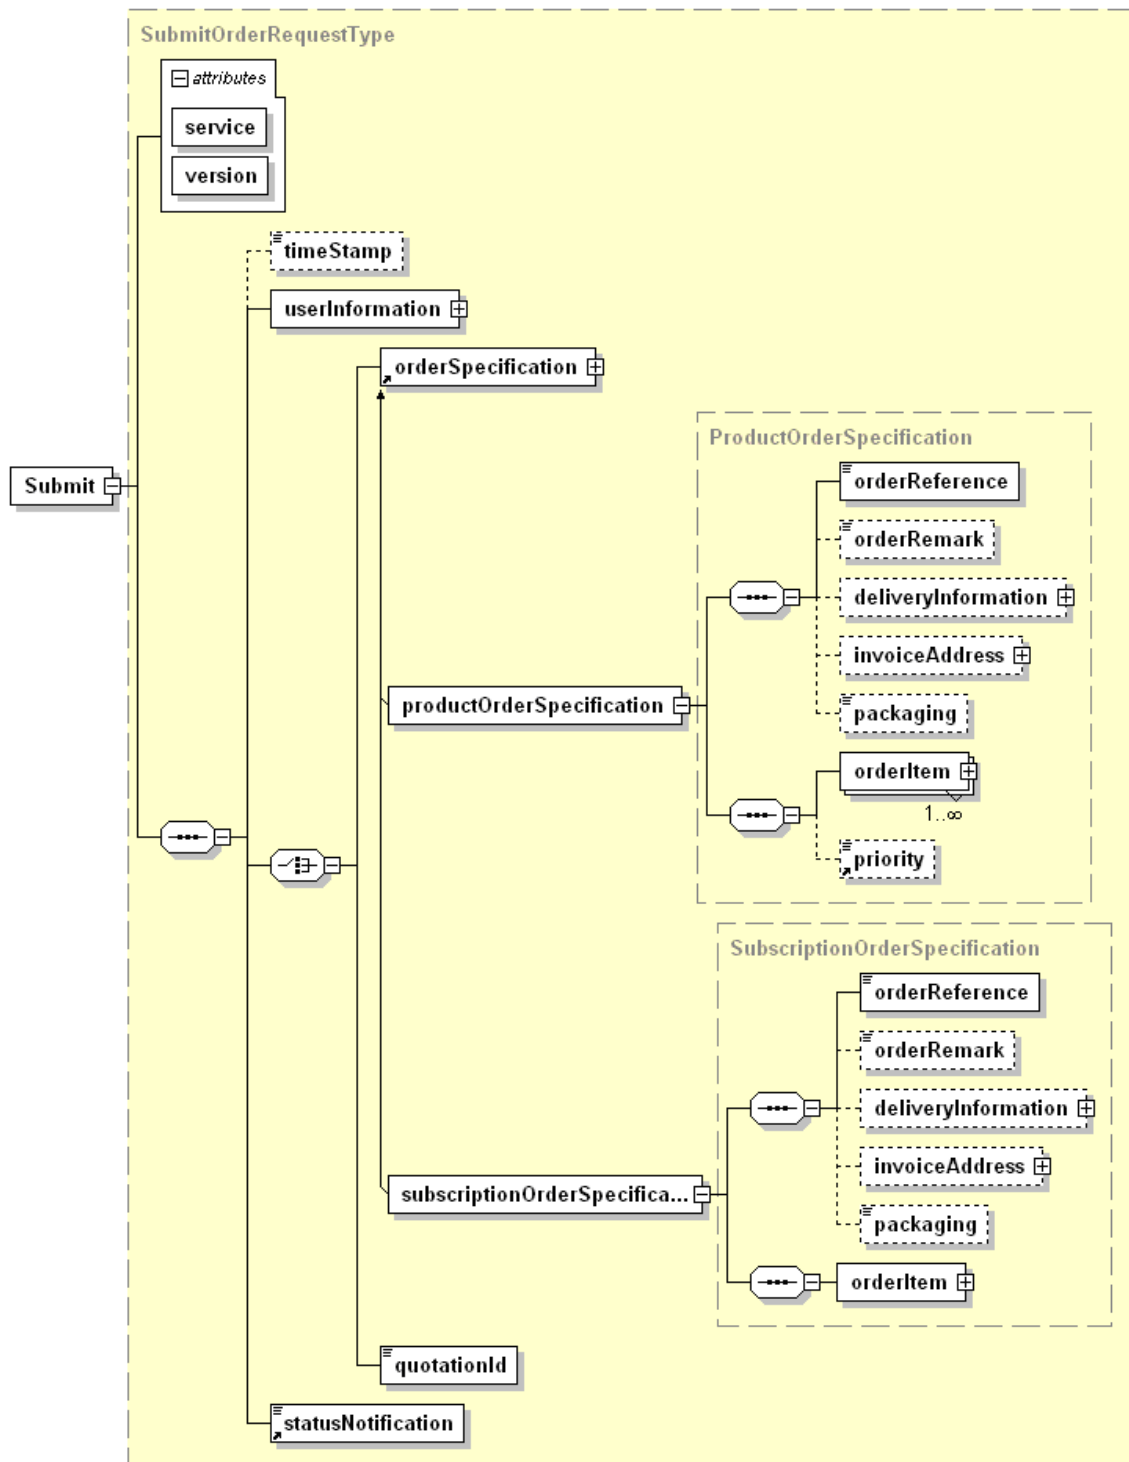 SubmitOrderRequestType
attributes
service
version
timeStamp
userInformation
orderSpecification
ProductOrderSpecification
orderReference
Submit
orderRemark
deliveryInformation
invoiceAddress
productOrderSpecification
packaging
orderItem
1..∞
priority
SubscriptionOrderSpecification
orderReference
orderRemark
deliveryInformation
invoiceAddress
subscriptionOrderSpecifica...
packaging
orderItem
quotationId
statusNotification